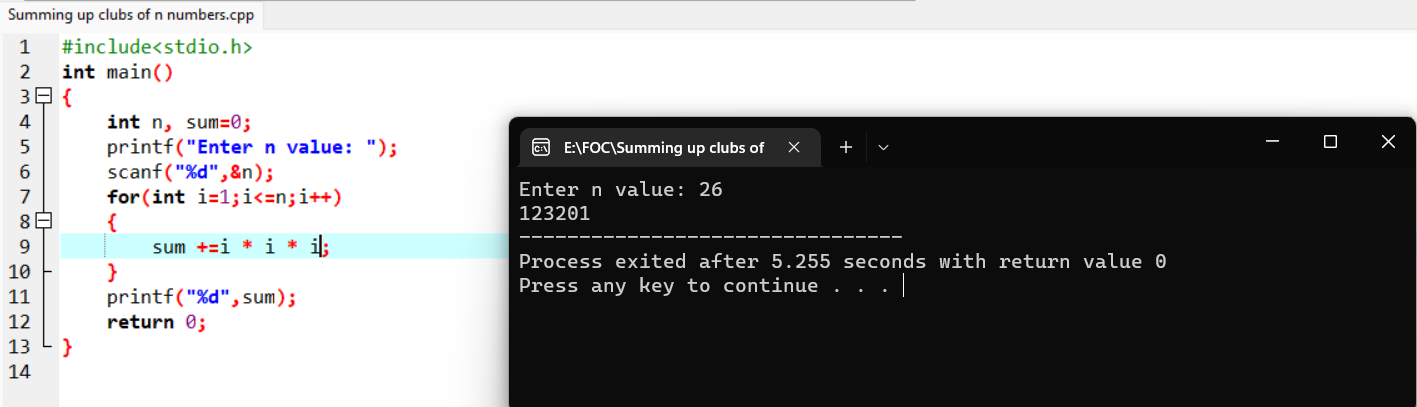 Summing up clubs of n numbers.cpp
1 #include<stdio.h>
2 int main()
3 {
4 int n, sum=0;
5 printf("Enter n value: ");
6 scanf("%d",&n);
7 for(int i=1;i<=n;i++)
8 {
9 sum +=i * i * i;
10 }
11 printf("%d",sum);
12 return 0;
13 }
14
E:\FOC\Summing up clubs of
Enter n value: 26
123201
--------------------------------
Process exited after 5.255 seconds with return value 0
Press any key to continue . . .